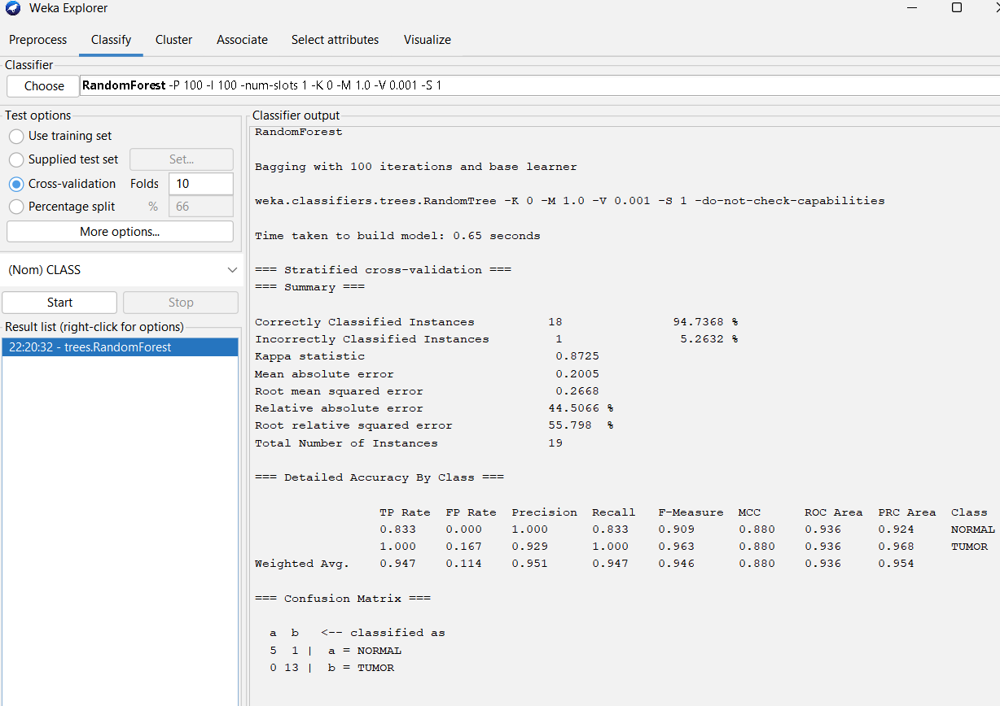 Weka Explorer
Preprocess Classify Cluster Associate Select attributes Visualize
Classifier
Choose RandomForest -P 100 -I 100 -num-slots 1 -K 0 -M 1.0 -V 0.001 -S 1
Test options
Use training set
Supplied test set Set...
Cross-validation Folds 10
Percentage split % 66
More options...
(Nom) CLASS
Start Stop
Result list (right-click for options)
22:20:32 - trees.RandomForest
Classifier output
RandomForest
Bagging with 100 iterations and base learner
weka.classifiers.trees.RandomTree -K 0 -M 1.0 -V 0.001 -S 1 -do-not-check-capabilities
Time taken to build model: 0.65 seconds
=== Stratified cross-validation ===
=== Summary ===
Correctly Classified Instances 18 94.7368 %
Incorrectly Classified Instances 1 5.2632 %
Kappa statistic 0.8725
Mean absolute error 0.2005
Root mean squared error 0.2668
Relative absolute error 44.5066 %
Root relative squared error 55.798 %
Total Number of Instances 19
=== Detailed Accuracy By Class ===
TP Rate FP Rate Precision Recall F-Measure MCC ROC Area PRC Area Class
0.833 0.000 1.000 0.833 0.909 0.880 0.936 0.924 NORMAL
1.000 0.167 0.929 1.000 0.963 0.880 0.936 0.968 TUMOR
Weighted Avg. 0.947 0.114 0.951 0.947 0.946 0.880 0.936 0.954
=== Confusion Matrix ===
a b <-- classified as
5 1 | a = NORMAL
0 13 | b = TUMOR